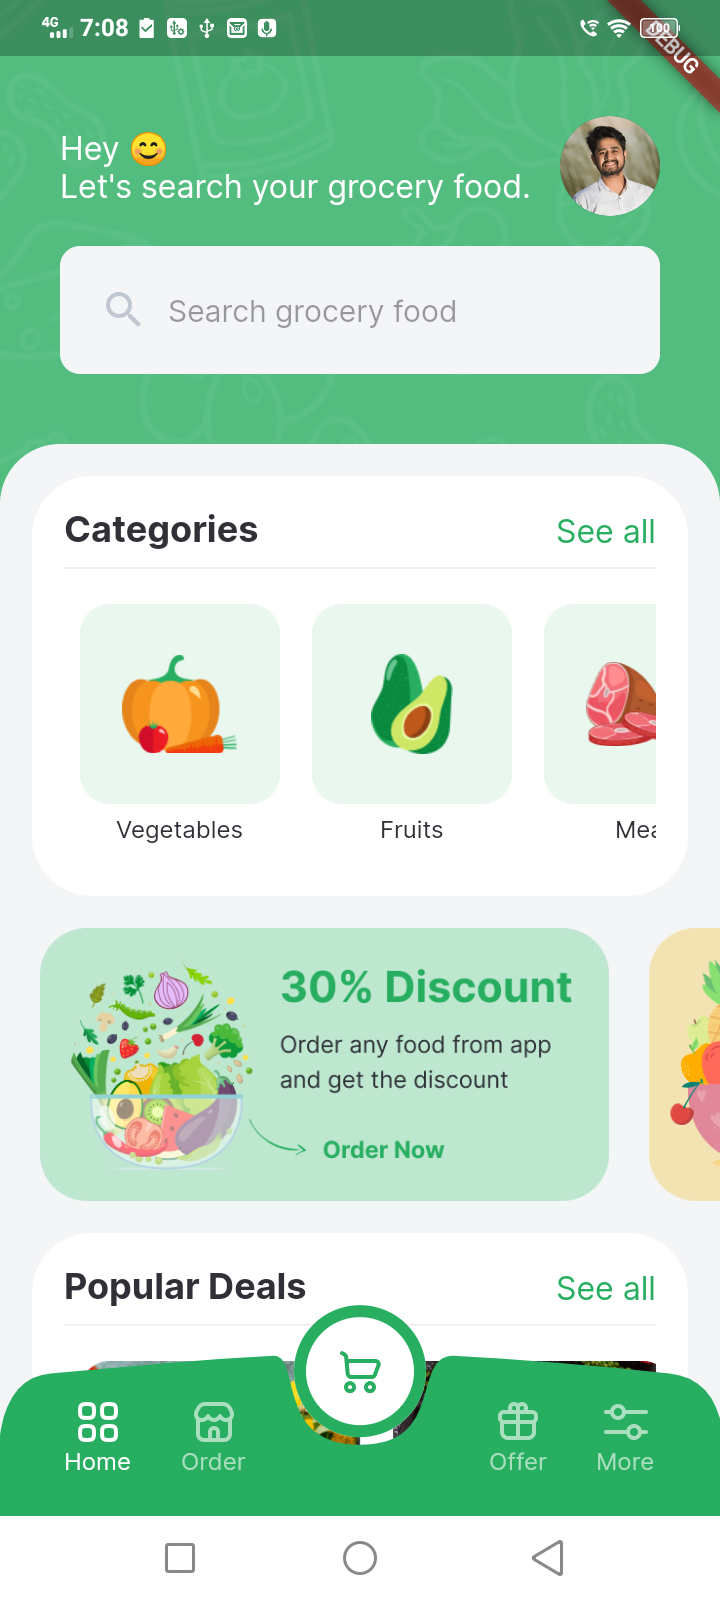 4G 7:08 100
DEBUG
Hey 😊
Let's search your grocery food.
Search grocery food
Categories
See all
Vegetables
Fruits
Mea
30% Discount
Order any food from app
and get the discount
Order Now
Popular Deals
See all
Home
Order
Offer
More